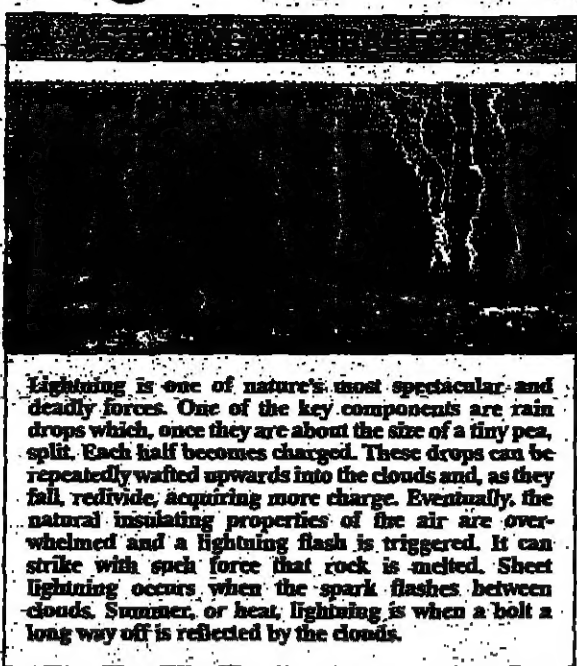 Lightning is one of nature's most spectacular and
deadly forces. One of the key components are rain
drops which, once they are about the size of a tiny pea,
split. Each half becomes charged. These drops can be
repeatedly wafted upwards into the clouds and, as they
fall, redivide, acquiring more charge. Eventually, the
natural insulating properties of the air are over-
whelmed and a lightning flash is triggered. It can
strike with such force that rock is melted. Sheet
lightning occurs when the spark flashes between
clouds. Summer, or heat, lightning is when a bolt a
long way off is reflected by the clouds.